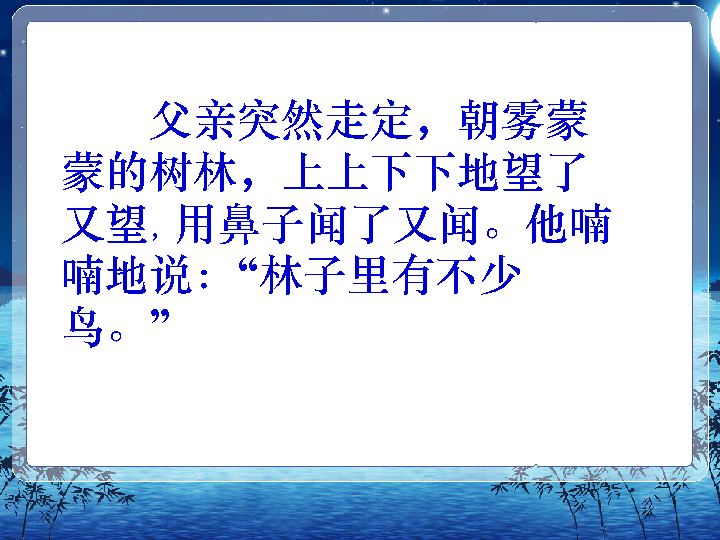 父亲突然走定，朝雾蒙
蒙的树林，上上下下地望了
又望,用鼻子闻了又闻。他喃
喃地说：“林子里有不少
鸟。”